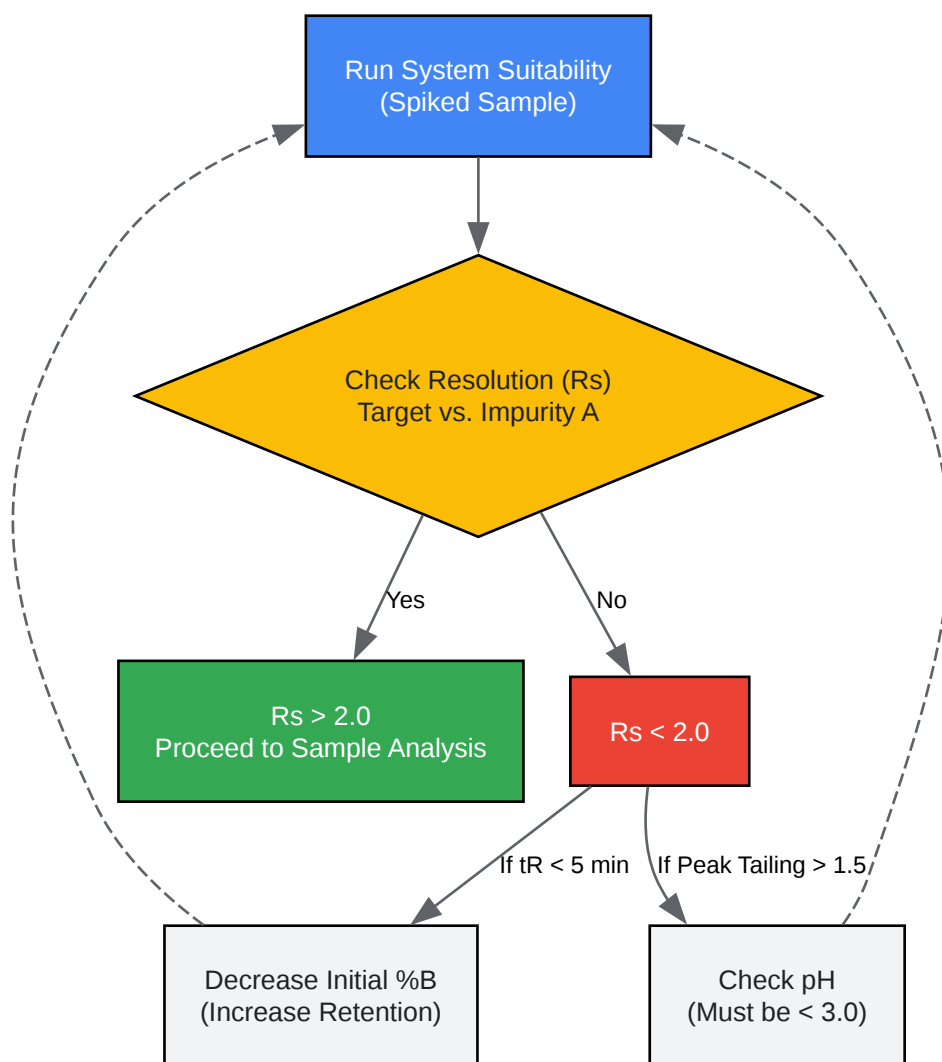 Run System Suitability
(Spiked Sample)
Check Resolution (Rs)
Target vs. Impurity A
Yes
No
Rs > 2.0
Proceed to Sample Analysis
Rs < 2.0
If tR < 5 min
If Peak Tailing > 1.5
Decrease Initial %B
(Increase Retention)
Check pH
(Must be < 3.0)